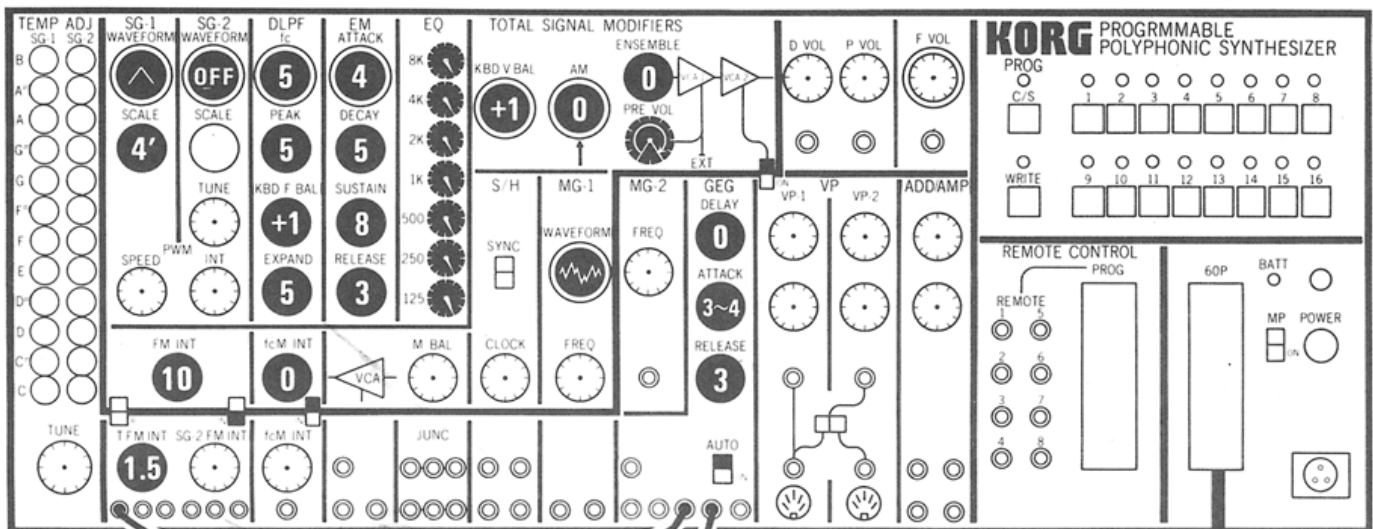 TEMP ADJ
SG-1 SG-2
B
A#
A
G#
G
F#
F
E
D#
D
C#
C
TUNE
SG-1
WAVEFORM
SCALE
4'
SG-2
WAVEFORM
OFF
SCALE
TUNE
PWM
SPEED
INT
FM INT
10
DLPF
fc
5
PEAK
5
KBD F BAL
+1
EXPAND
5
fcM INT
0
EM
ATTACK
4
DECAY
5
SUSTAIN
8
RELEASE
3
EQ
8K
4K
2K
1K
500
250
125
VCA
M BAL
T FM INT
1.5
SG-2 FM INT
fcM INT
JUNC
TOTAL SIGNAL MODIFIERS
KBD V BAL
+1
AM
0
ENSEMBLE
0
VCA 1
VCA 2
PRE VOL
EXT
ON
S/H
SYNC
CLOCK
MG-1
WAVEFORM
FREQ
MG-2
FREQ
GEG
DELAY
0
ATTACK
3~4
RELEASE
3
AUTO
D VOL
P VOL
F VOL
VP
VP-1
VP-2
ADD/AMP
KORG PROGRMMABLE
POLYPHONIC SYNTHESIZER
PROG
C/S
1 2 3 4 5 6 7 8
WRITE
9 10 11 12 13 14 15 16
REMOTE CONTROL
PROG
REMOTE
1 5
2 6
3 7
4 8
60P
BATT
MP
ON
POWER